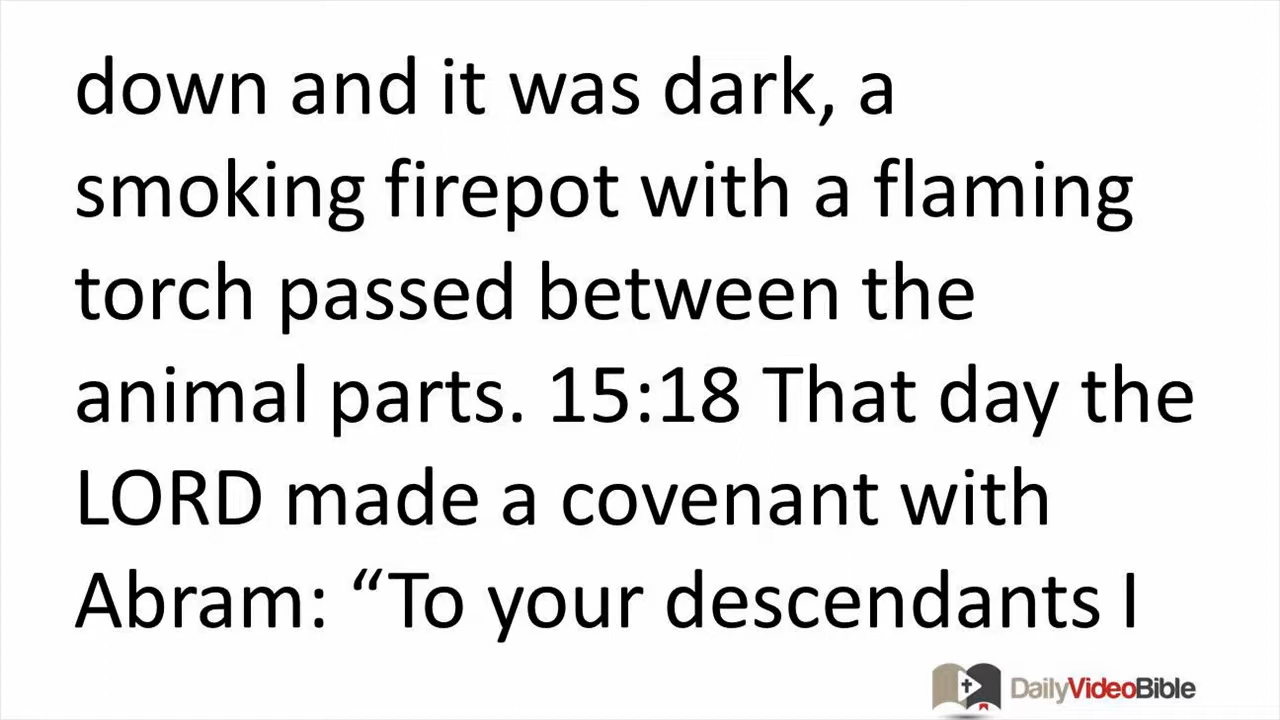 down and it was dark, a
smoking firepot with a flaming
torch passed between the
animal parts. 15:18 That day the
LORD made a covenant with
Abram: “To your descendants I
DailyVideoBible